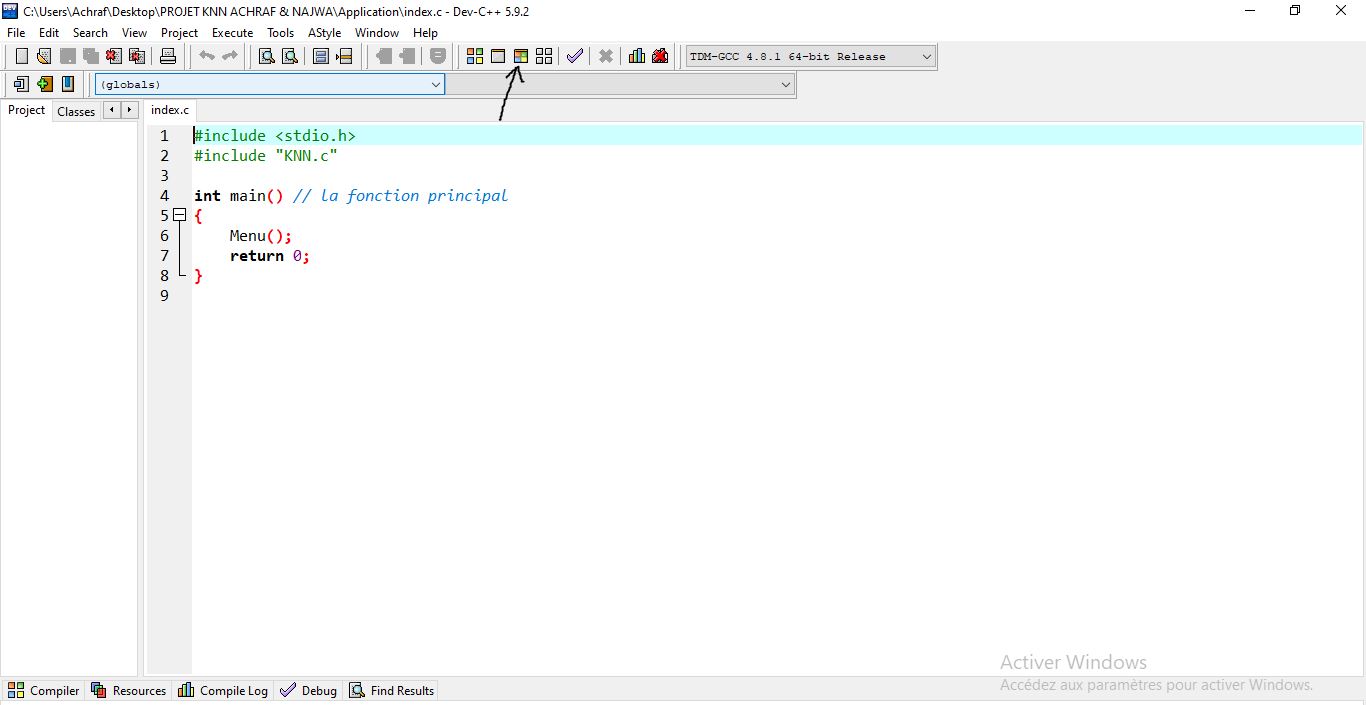 C:\Users\Achraf\Desktop\PROJET KNN ACHRAF & NAJWA\Application\index.c - Dev-C++ 5.9.2
File Edit Search View Project Execute Tools AStyle Window Help
TDM-GCC 4.8.1 64-bit Release
(globals)
Project Classes index.c
1 #include <stdio.h>
2 #include "KNN.c"
3
4 int main() // la fonction principal
5 {
6 Menu();
7 return 0;
8 }
9
Activer Windows
Accédez aux paramètres pour activer Windows.
Compiler Resources Compile Log Debug Find Results